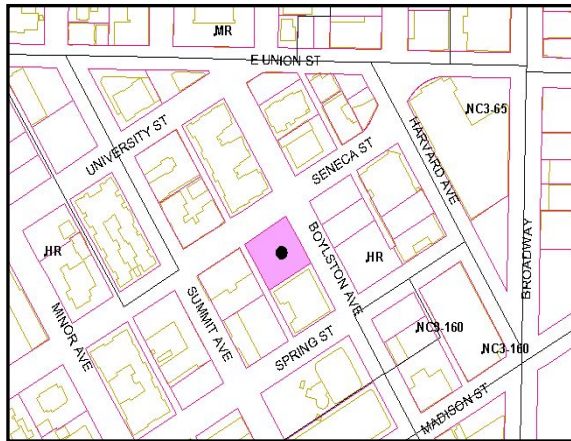 MR
E UNION ST
NC3-65
UNIVERSITY ST
HARVARD AVE
SENECA ST
BROADWAY
HR
BOYLSTON AVE
HR
SUMMIT AVE
MINOR AVE
SPRING ST
NC9-160
NC3-160
MADISON ST